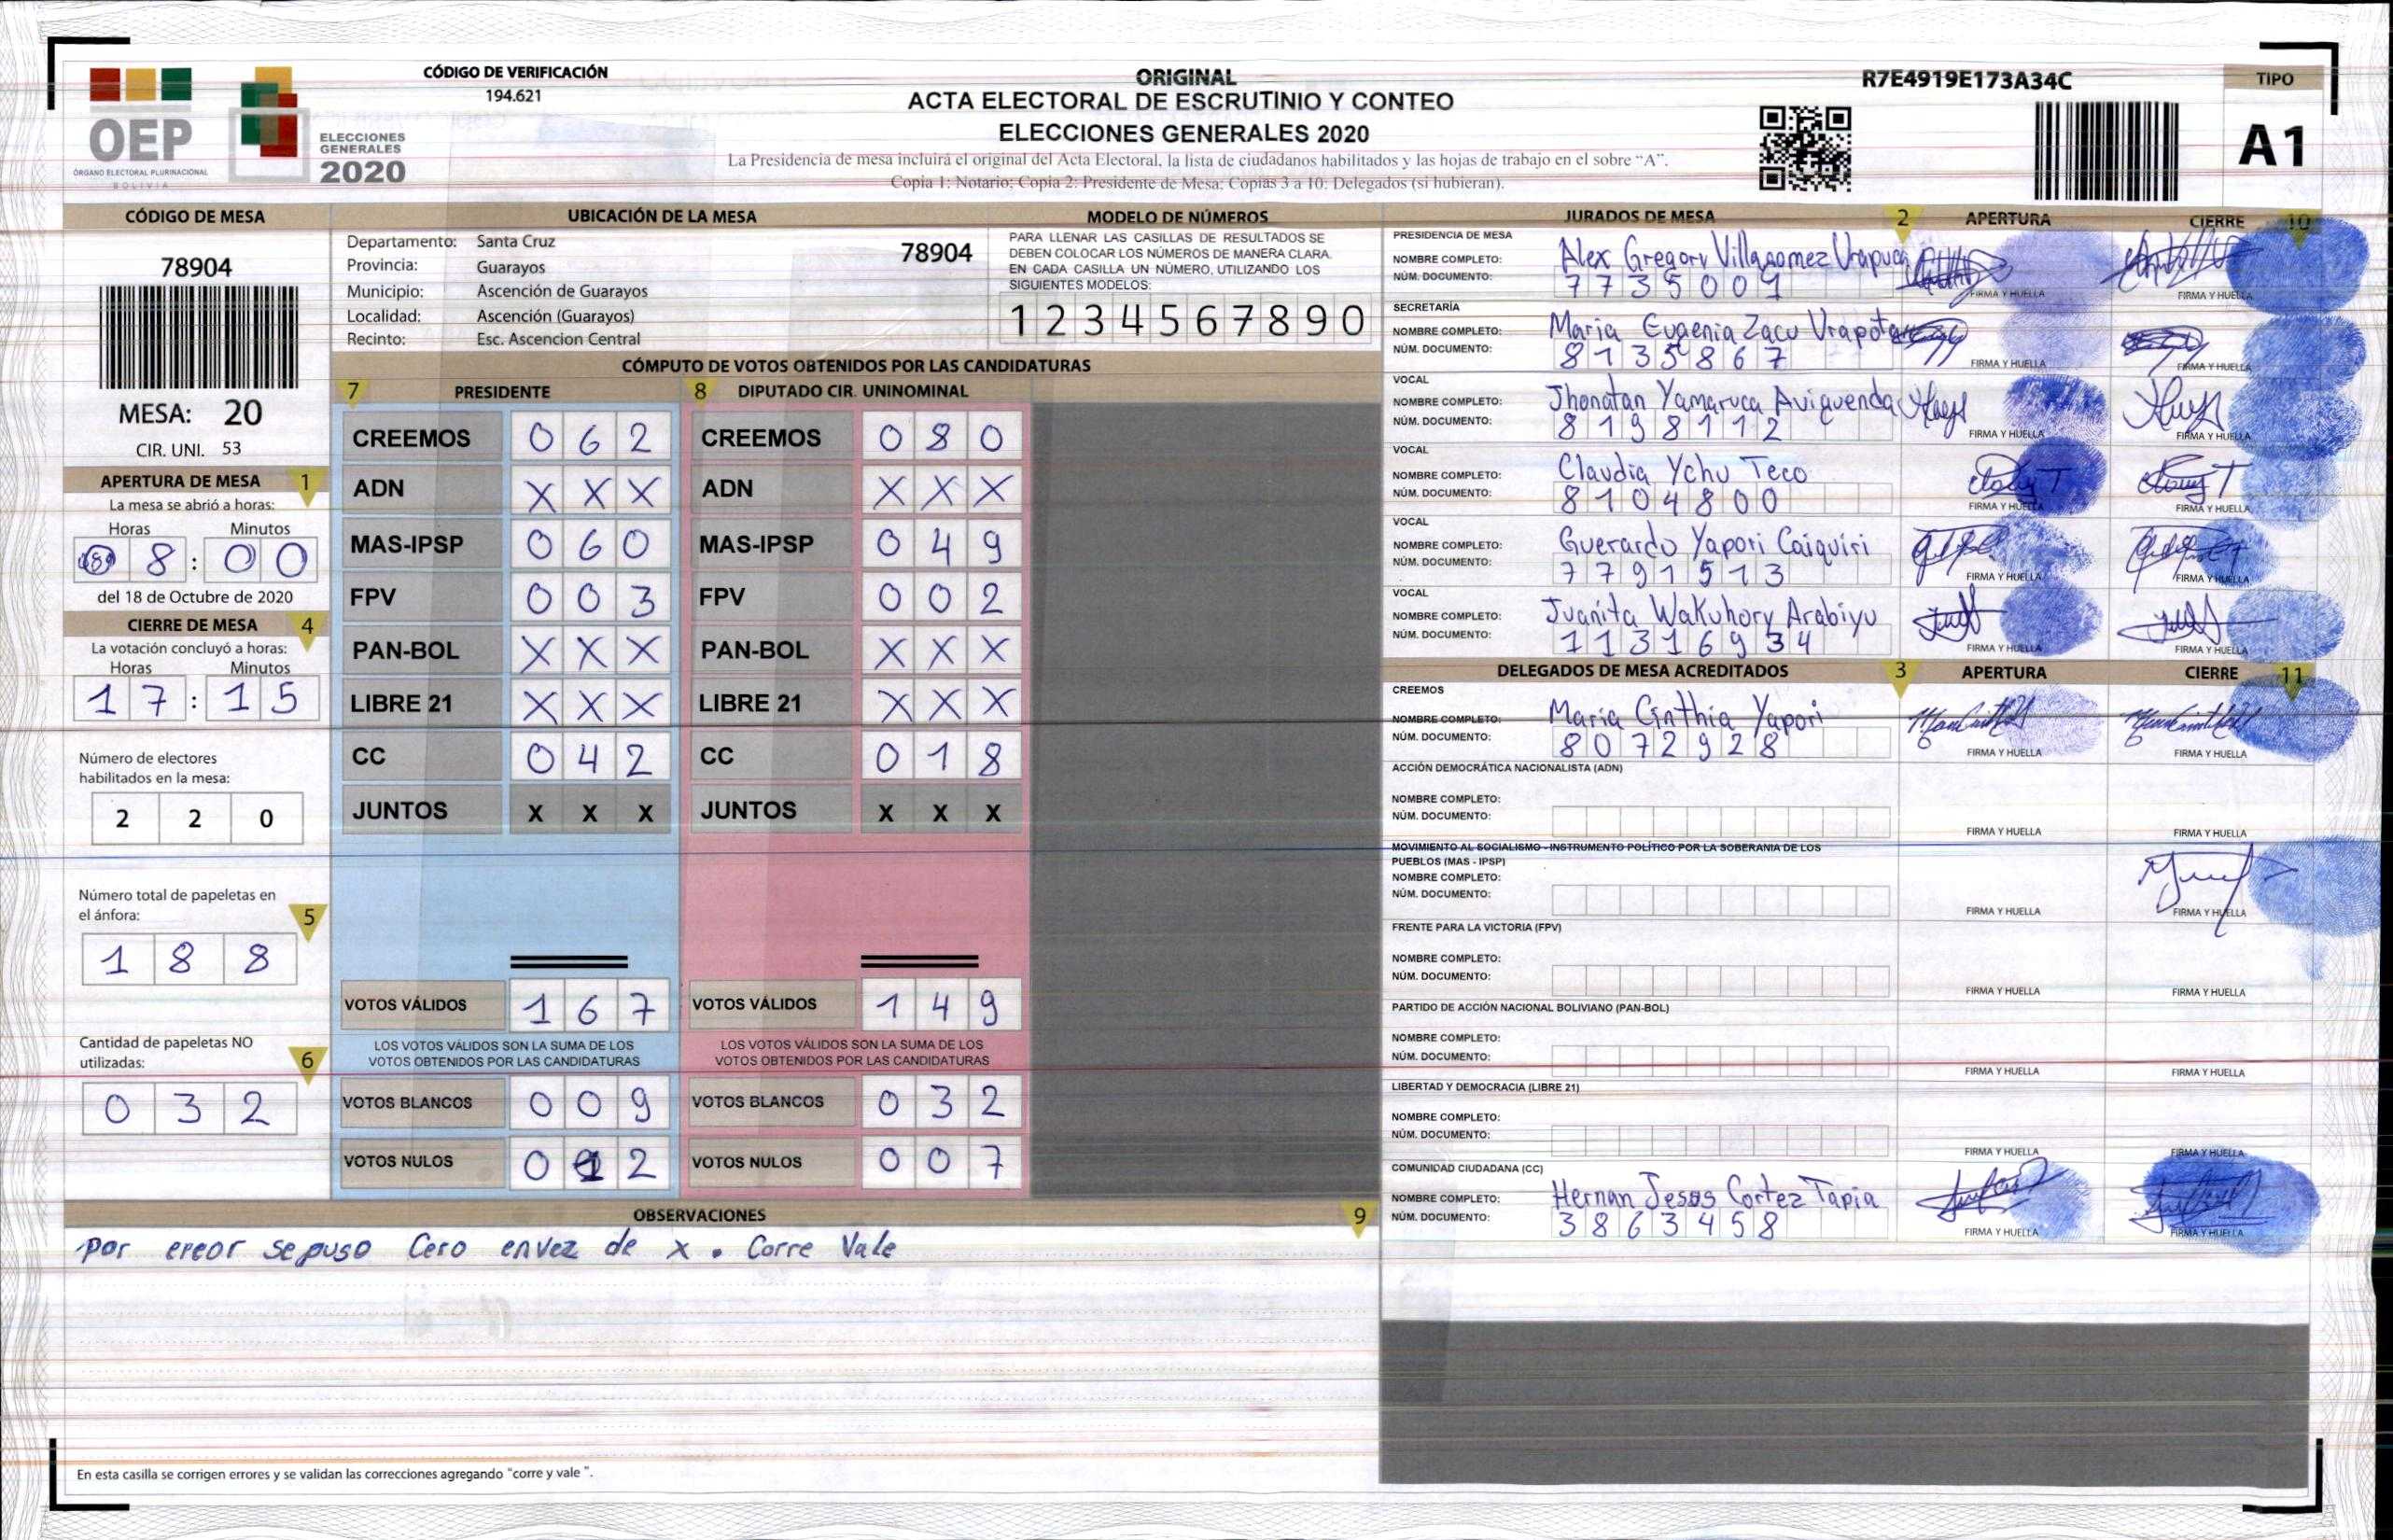 OEP
ÓRGANO ELECTORAL PLURINACIONAL
BOLIVIA
ELECCIONES
GENERALES
2020
CÓDIGO DE VERIFICACIÓN
194.621
ORIGINAL
ACTA ELECTORAL DE ESCRUTINIO Y CONTEO
ELECCIONES GENERALES 2020
La Presidencia de mesa incluirá el original del Acta Electoral, la lista de ciudadanos habilitados y las hojas de trabajo en el sobre “A”.
Copia 1: Notario; Copia 2: Presidente de Mesa; Copias 3 a 10: Delegados (si hubieran).
R7E4919E173A34C
TIPO
A1
CÓDIGO DE MESA
78904
MESA: 20
CIR. UNI. 53
APERTURA DE MESA 1
La mesa se abrió a horas:
Horas Minutos
8 : 0 0
del 18 de Octubre de 2020
CIERRE DE MESA 4
La votación concluyó a horas:
Horas Minutos
1 7 : 1 5
Número de electores
habilitados en la mesa:
2 2 0
Número total de papeletas en
el ánfora: 5
1 8 8
Cantidad de papeletas NO
utilizadas: 6
0 3 2
UBICACIÓN DE LA MESA
Departamento: Santa Cruz
78904
Provincia: Guarayos
Municipio: Ascención de Guarayos
Localidad: Ascención (Guarayos)
Recinto: Esc. Ascencion Central
MODELO DE NÚMEROS
PARA LLENAR LAS CASILLAS DE RESULTADOS SE
DEBEN COLOCAR LOS NÚMEROS DE MANERA CLARA.
EN CADA CASILLA UN NÚMERO, UTILIZANDO LOS
SIGUIENTES MODELOS:
1 2 3 4 5 6 7 8 9 0
CÓMPUTO DE VOTOS OBTENIDOS POR LAS CANDIDATURAS
7 PRESIDENTE 8 DIPUTADO CIR. UNINOMINAL
CREEMOS 0 6 2 CREEMOS 0 8 0
ADN X X X ADN X X X
MAS-IPSP 0 6 0 MAS-IPSP 0 4 9
FPV 0 0 3 FPV 0 0 2
PAN-BOL X X X PAN-BOL X X X
LIBRE 21 X X X LIBRE 21 X X X
CC 0 4 2 CC 0 1 8
JUNTOS X X X JUNTOS X X X
VOTOS VÁLIDOS 1 6 7 VOTOS VÁLIDOS 1 4 9
LOS VOTOS VÁLIDOS SON LA SUMA DE LOS LOS VOTOS VÁLIDOS SON LA SUMA DE LOS
VOTOS OBTENIDOS POR LAS CANDIDATURAS VOTOS OBTENIDOS POR LAS CANDIDATURAS
VOTOS BLANCOS 0 0 9 VOTOS BLANCOS 0 3 2
VOTOS NULOS 0 1 2 VOTOS NULOS 0 0 7
OBSERVACIONES 9
por ereor se puso Cero envez de x . Corre Vale
En esta casilla se corrigen errores y se validan las correcciones agregando “corre y vale ”.
JURADOS DE MESA 2 APERTURA CIERRE 10
PRESIDENCIA DE MESA
NOMBRE COMPLETO: Alex Gregory Villagomez Urapuca
NÚM. DOCUMENTO: 7735001
FIRMA Y HUELLA FIRMA Y HUELLA
SECRETARÍA
NOMBRE COMPLETO: Maria Eugenia Zacu Urapote
NÚM. DOCUMENTO: 8135867
FIRMA Y HUELLA FIRMA Y HUELLA
VOCAL
NOMBRE COMPLETO: Jhonatan Yamaruca Aviquenda
NÚM. DOCUMENTO: 8198112
FIRMA Y HUELLA FIRMA Y HUELLA
VOCAL
NOMBRE COMPLETO: Claudia Ychu Teco
NÚM. DOCUMENTO: 8104800
FIRMA Y HUELLA FIRMA Y HUELLA
VOCAL
NOMBRE COMPLETO: Guerardo Yapori Caiquiri
NÚM. DOCUMENTO: 7791513
FIRMA Y HUELLA FIRMA Y HUELLA
VOCAL
NOMBRE COMPLETO: Juanita Wakuhory Arabiyu
NÚM. DOCUMENTO: 11316934
FIRMA Y HUELLA FIRMA Y HUELLA
DELEGADOS DE MESA ACREDITADOS 3 APERTURA CIERRE 11
CREEMOS
NOMBRE COMPLETO: Maria Cinthia Yapori
NÚM. DOCUMENTO: 8072928
FIRMA Y HUELLA FIRMA Y HUELLA
ACCIÓN DEMOCRÁTICA NACIONALISTA (ADN)
NOMBRE COMPLETO:
NÚM. DOCUMENTO:
FIRMA Y HUELLA FIRMA Y HUELLA
MOVIMIENTO AL SOCIALISMO - INSTRUMENTO POLÍTICO POR LA SOBERANIA DE LOS
PUEBLOS (MAS - IPSP)
NOMBRE COMPLETO:
NÚM. DOCUMENTO:
FIRMA Y HUELLA FIRMA Y HUELLA
FRENTE PARA LA VICTORIA (FPV)
NOMBRE COMPLETO:
NÚM. DOCUMENTO:
FIRMA Y HUELLA FIRMA Y HUELLA
PARTIDO DE ACCIÓN NACIONAL BOLIVIANO (PAN-BOL)
NOMBRE COMPLETO:
NÚM. DOCUMENTO:
FIRMA Y HUELLA FIRMA Y HUELLA
LIBERTAD Y DEMOCRACIA (LIBRE 21)
NOMBRE COMPLETO:
NÚM. DOCUMENTO:
FIRMA Y HUELLA FIRMA Y HUELLA
COMUNIDAD CIUDADANA (CC)
NOMBRE COMPLETO: Hernan Jesus Cortez Tapia
NÚM. DOCUMENTO: 3863458
FIRMA Y HUELLA FIRMA Y HUELLA